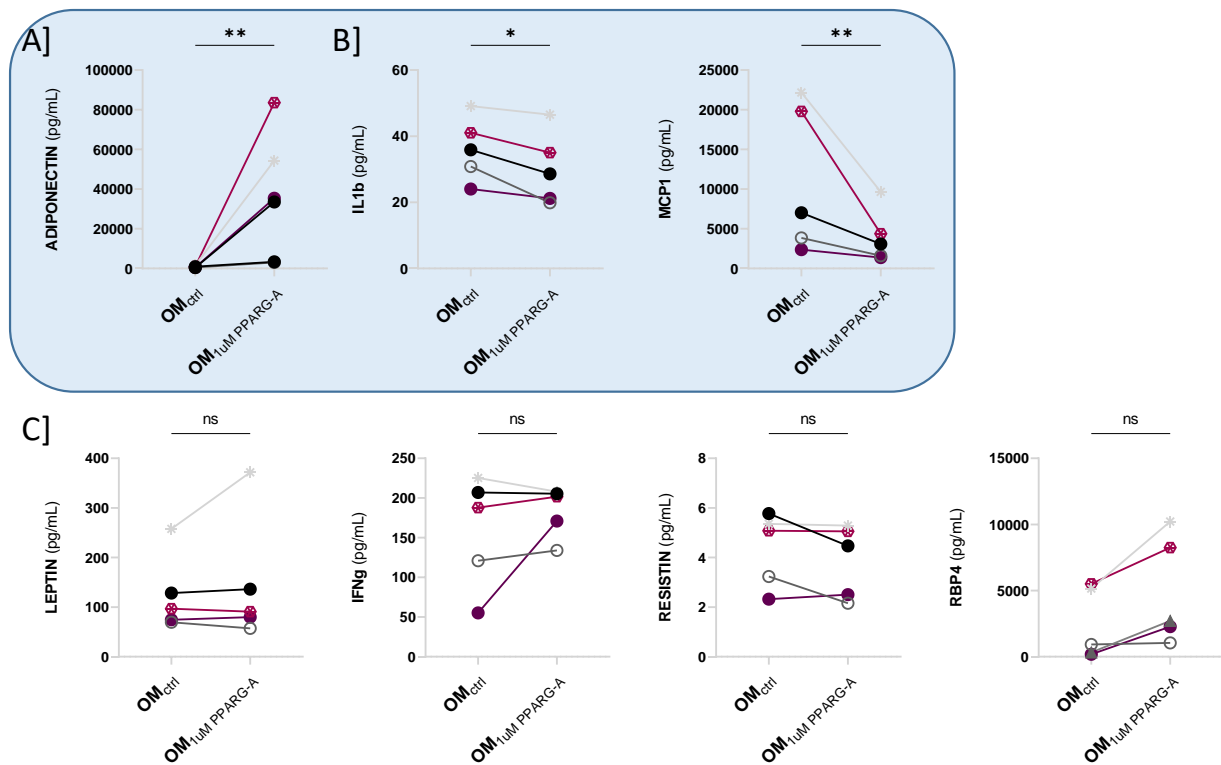 A]
**
ADIPONECTIN (pg/mL)
100000
80000
60000
40000
20000
0
OMctrl
OM1uM PPARG-A
B]
*
IL1b (pg/mL)
60
40
20
0
OMctrl
OM1uM PPARG-A
**
MCP1 (pg/mL)
25000
20000
15000
10000
5000
0
OMctrl
OM1uM PPARG-A
C]
ns
LEPTIN (pg/mL)
400
300
200
100
0
OMctrl
OM1uM PPARG-A
ns
IFNg (pg/mL)
250
200
150
100
50
0
OMctrl
OM1uM PPARG-A
ns
RESISTIN (pg/mL)
8
6
4
2
0
OMctrl
OM1uM PPARG-A
ns
RBP4 (pg/mL)
15000
10000
5000
0
OMctrl
OM1uM PPARG-A